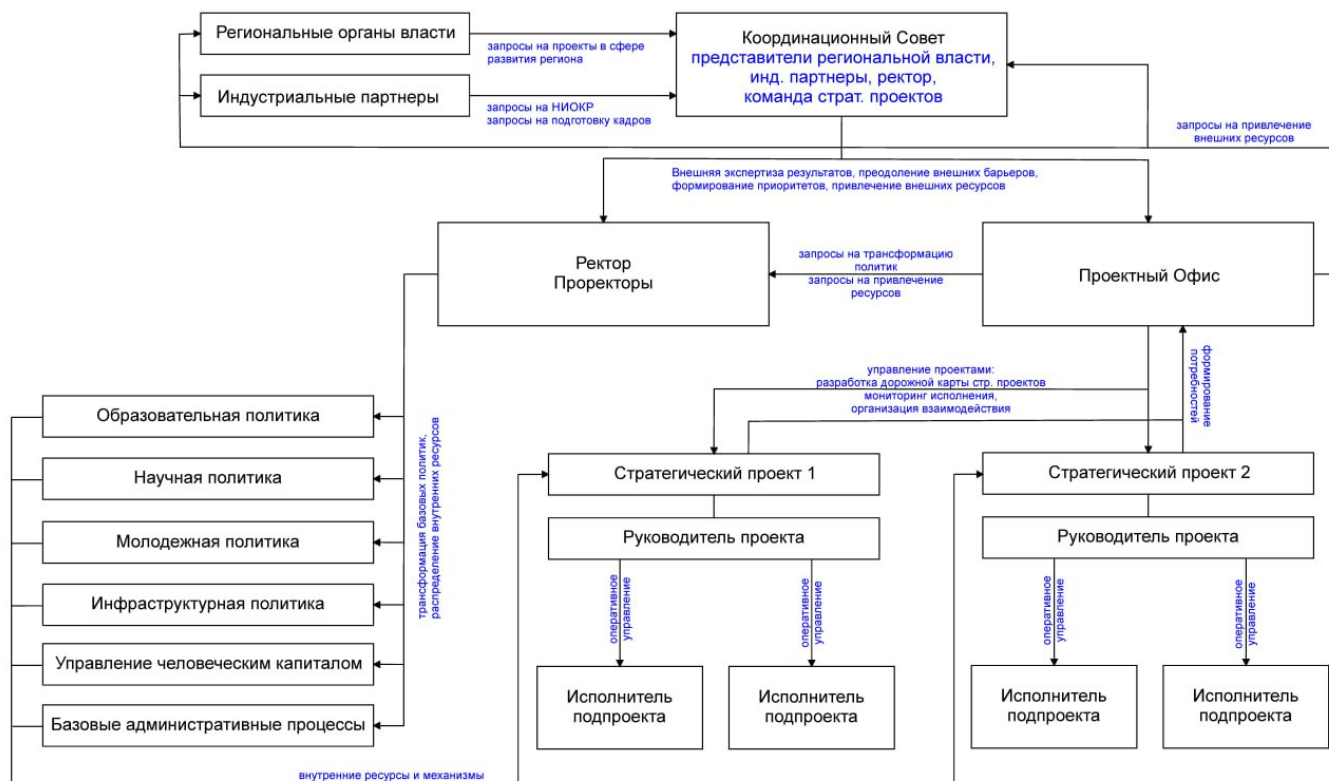 Региональные органы власти
запросы на проекты в сфере
развития региона
Индустриальные партнеры
запросы на НИОКР
запросы на подготовку кадров
Координационный Совет
представители региональной власти,
инд. партнеры, ректор,
команда страт. проектов
запросы на привлечение
внешних ресурсов
Внешняя экспертиза результатов, преодоление внешних барьеров,
формирование приоритетов, привлечение внешних ресурсов
Ректор
Проректоры
запросы на трансформацию
политик
запросы на привлечение
ресурсов
Проектный Офис
управление проектами:
разработка дорожной карты стр. проектов
мониторинг исполнения,
организация взаимодействия
формирование
потребностей
Образовательная политика
Научная политика
Молодежная политика
Инфраструктурная политика
Управление человеческим капиталом
Базовые административные процессы
трансформация базовых политик,
распределение внутренних ресурсов
Стратегический проект 1
Руководитель проекта
оперативное
управление
оперативное
управление
Исполнитель
подпроекта
Исполнитель
подпроекта
Стратегический проект 2
Руководитель проекта
оперативное
управление
оперативное
управление
Исполнитель
подпроекта
Исполнитель
подпроекта
внутренние ресурсы и механизмы